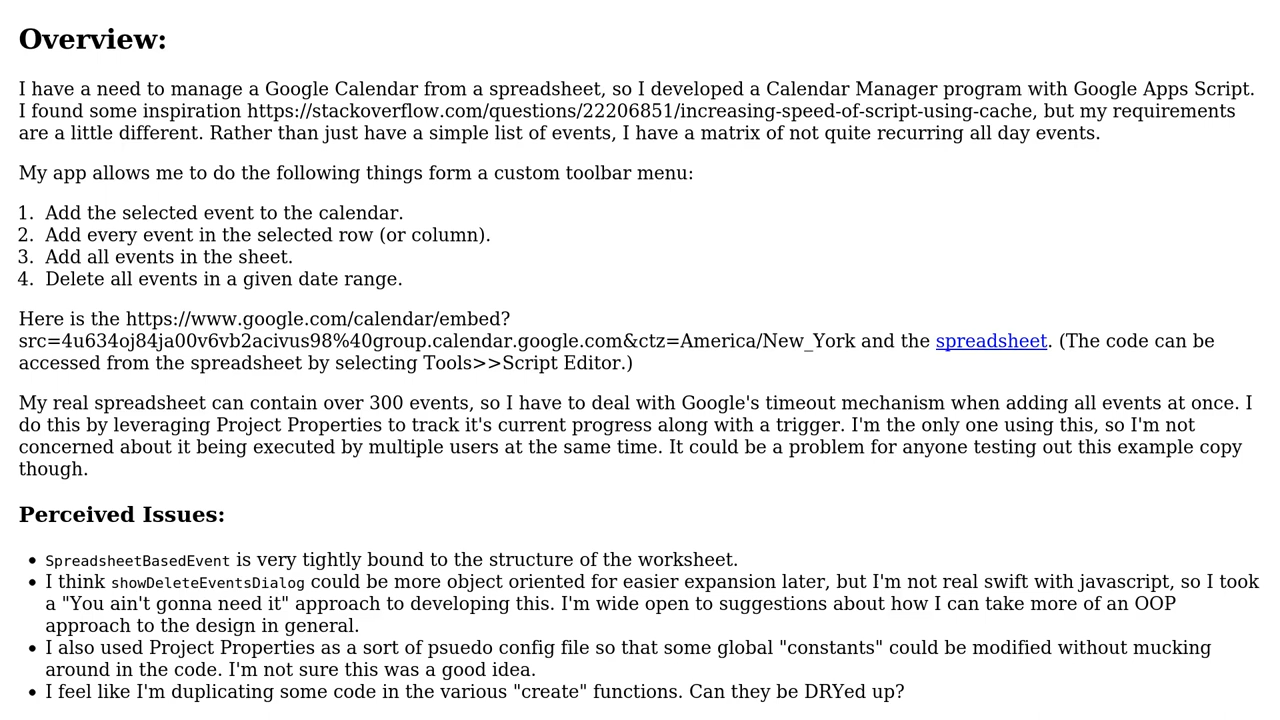 Overview:
I have a need to manage a Google Calendar from a spreadsheet, so I developed a Calendar Manager program with Google Apps Script.
I found some inspiration https://stackoverflow.com/questions/22206851/increasing-speed-of-script-using-cache, but my requirements
are a little different. Rather than just have a simple list of events, I have a matrix of not quite recurring all day events.
My app allows me to do the following things form a custom toolbar menu:
1. Add the selected event to the calendar.
2. Add every event in the selected row (or column).
3. Add all events in the sheet.
4. Delete all events in a given date range.
Here is the https://www.google.com/calendar/embed?
src=4u634oj84ja00v6vb2acivus98%40group.calendar.google.com&ctz=America/New_York and the spreadsheet. (The code can be
accessed from the spreadsheet by selecting Tools>>Script Editor.)
My real spreadsheet can contain over 300 events, so I have to deal with Google's timeout mechanism when adding all events at once. I
do this by leveraging Project Properties to track it's current progress along with a trigger. I'm the only one using this, so I'm not
concerned about it being executed by multiple users at the same time. It could be a problem for anyone testing out this example copy
though.
Perceived Issues:
• SpreadsheetBasedEvent is very tightly bound to the structure of the worksheet.
• I think showDeleteEventsDialog could be more object oriented for easier expansion later, but I'm not real swift with javascript, so I took
a "You ain't gonna need it" approach to developing this. I'm wide open to suggestions about how I can take more of an OOP
approach to the design in general.
• I also used Project Properties as a sort of psuedo config file so that some global "constants" could be modified without mucking
around in the code. I'm not sure this was a good idea.
• I feel like I'm duplicating some code in the various "create" functions. Can they be DRYed up?